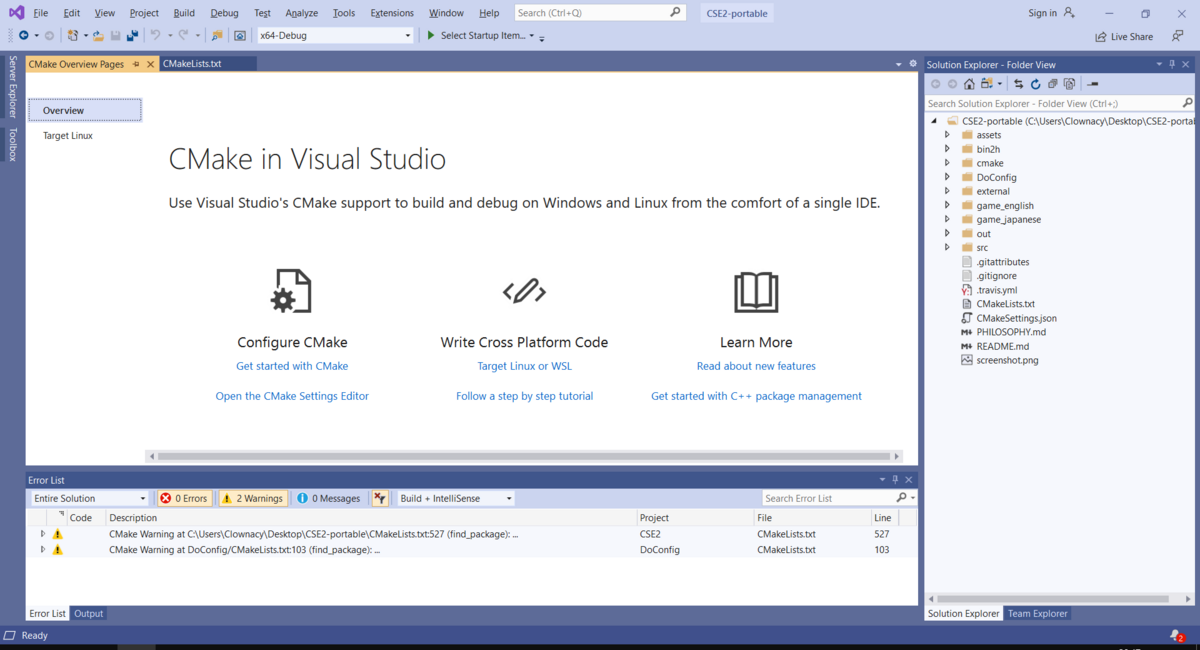 File Edit View Project Build Debug Test Analyze Tools Extensions Window Help Search (Ctrl+Q) CSE2-portable Sign in
x64-Debug Select Startup Item... Live Share
Server Explorer
Toolbox
CMake Overview Pages CMakeLists.txt
Overview
Target Linux
CMake in Visual Studio
Use Visual Studio's CMake support to build and debug on Windows and Linux from the comfort of a single IDE.
Configure CMake
Get started with CMake
Open the CMake Settings Editor
Write Cross Platform Code
Target Linux or WSL
Follow a step by step tutorial
Learn More
Read about new features
Get started with C++ package management
Solution Explorer - Folder View
Search Solution Explorer - Folder View (Ctrl+;)
CSE2-portable (C:\Users\Clownacy\Desktop\CSE2-porta
assets
bin2h
cmake
DoConfig
external
game_english
game_japanese
out
src
.gitattributes
.gitignore
.travis.yml
CMakeLists.txt
CMakeSettings.json
PHILOSOPHY.md
README.md
screenshot.png
Solution Explorer Team Explorer
Error List
Entire Solution 0 Errors 2 Warnings 0 Messages Build + IntelliSense Search Error List
Code Description Project File Line
CMake Warning at C:\Users\Clownacy\Desktop\CSE2-portable\CMakeLists.txt:527 (find_package): ... CSE2 CMakeLists.txt 527
CMake Warning at DoConfig/CMakeLists.txt:103 (find_package): ... DoConfig CMakeLists.txt 103
Error List Output
Ready 2